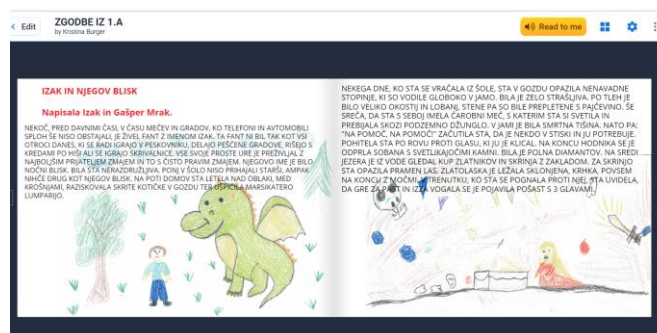 Edit
ZGODBE IZ 1.A
by Kristina Burger
Read to me
IZAK IN NJEGOV BLISK
Napisala Izak in Gašper Mrak.
NEKOČ, PRED DAVNIMI ČASI, V ČASU MEČEV IN GRADOV, KO TELEFONI IN AVTOMOBILI
SPLOH ŠE NISO OBSTAJALI, JE ŽIVEL FANT Z IMENOM IZAK. TA FANT NI BIL TAK KOT VSI
OTROCI DANES, KI SE RADI IGRAJO V PESKOVNIKU, DELAJO PEŠČENE GRADOVE, RIŠEJO S
KREDAMI PO HIŠI ALI SE IGRAJO SKRIVALNICE. VSE SVOJE PROSTE URE JE PREŽIVLJAL Z
NAJBOLJŠIM PRIJATELJEM ZMAJEM IN TO S ČISTO PRAVIM ZMAJEM. NJEGOVO IME JE BILO
NOČNI BLISK. BILA STA NERAZDRUŽLJIVA. PONJ V ŠOLO NISO PRIHAJALI STARŠI, AMPAK
NIHČE DRUG KOT NJEGOV BLISK. NA POTI DOMOV STA LETELA NAD OBLAKI, MED
KROŠNJAMI, RAZISKOVALA SKRITE KOTIČKE V GOZDU TER UŠPIČILA MARSIKATERO
LUMPARIJO.
NEKEGA DNE, KO STA SE VRAČALA IZ ŠOLE, STA V GOZDU OPAZILA NENAVADNE
STOPINJE, KI SO VODILE GLOBOKO V JAMO. BILA JE ZELO STRAŠLJIVA. PO TLEH JE
BILO VELIKO OKOSTIJ IN LOBANJ, STENE PA SO BILE PREPLETENE S PAJČEVINO. ŠE
SREČA, DA STA S SEBOJ IMELA ČAROBNI MEČ, S KATERIM STA SI SVETILA IN
PREBIJALA SKOZI PODZEMNO DŽUNGLO. V JAMI JE BILA SMRTNA TIŠINA. NATO PA:
"NA POMOČ, NA POMOČ!" ZAČUTILA STA, DA JE NEKDO V STISKI IN JU POTREBUJE.
POHITELA STA PO ROVU PROTI GLASU, KI JU JE KLICAL. NA KONCU HODNIKA SE JE
ODPRLA SOBANA S SVETLIKAJOČIMI KAMNI. BILA JE POLNA DIAMANTOV. NA SREDI
JEZERA JE IZ VODE GLEDAL KUP ZLATNIKOV IN SKRINJA Z ZAKLADOM. ZA SKRINJO
STA OPAZILA PRAMEN LAS. ZLATOLASKA JE LEŽALA SKLONJENA, KRHKA, POVSEM
NA KONCU Z MOČMI. V TRENUTKU, KO STA SE POGNALA PROTI NJEJ, STA UVIDELA,
DA GRE ZA PAST IN IZZA VOGALA SE JE POJAVILA POŠAST S 3 GLAVAMI.